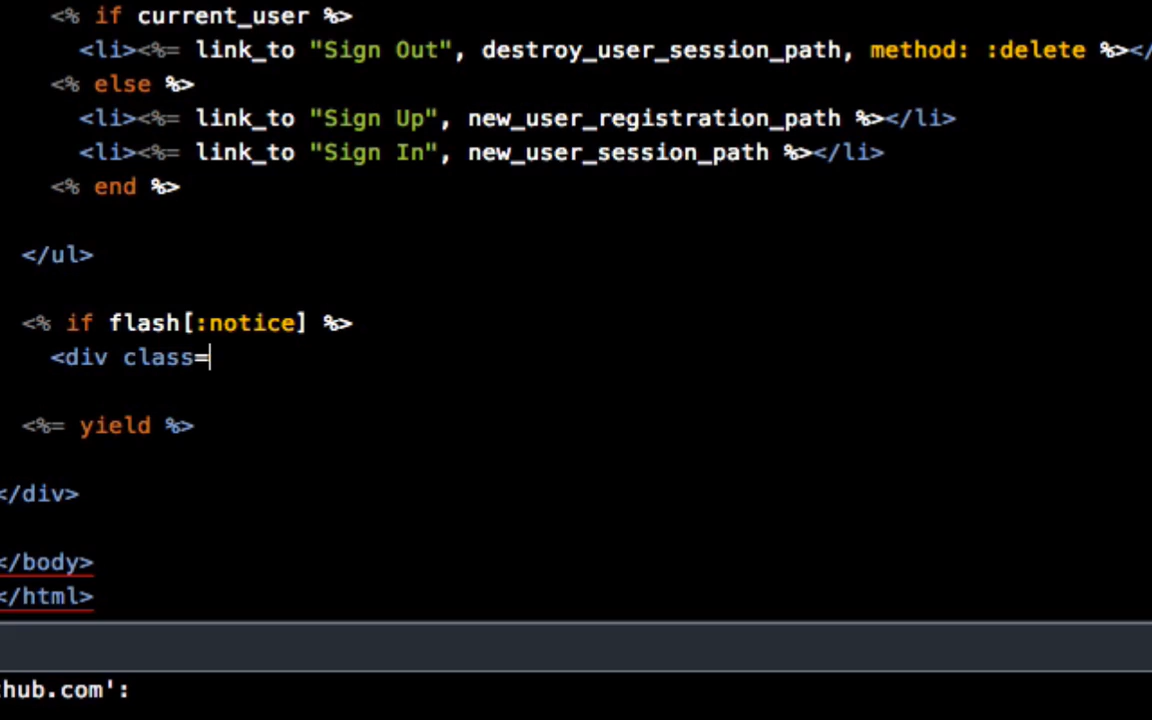 <% if current_user %>
<li><%= link_to "Sign Out", destroy_user_session_path, method: :delete %></
<% else %>
<li><%= link_to "Sign Up", new_user_registration_path %></li>
<li><%= link_to "Sign In", new_user_session_path %></li>
<% end %>
</ul>
<% if flash[:notice] %>
<div class=
<%= yield %>
</div>
</body>
</html>
hub.com':